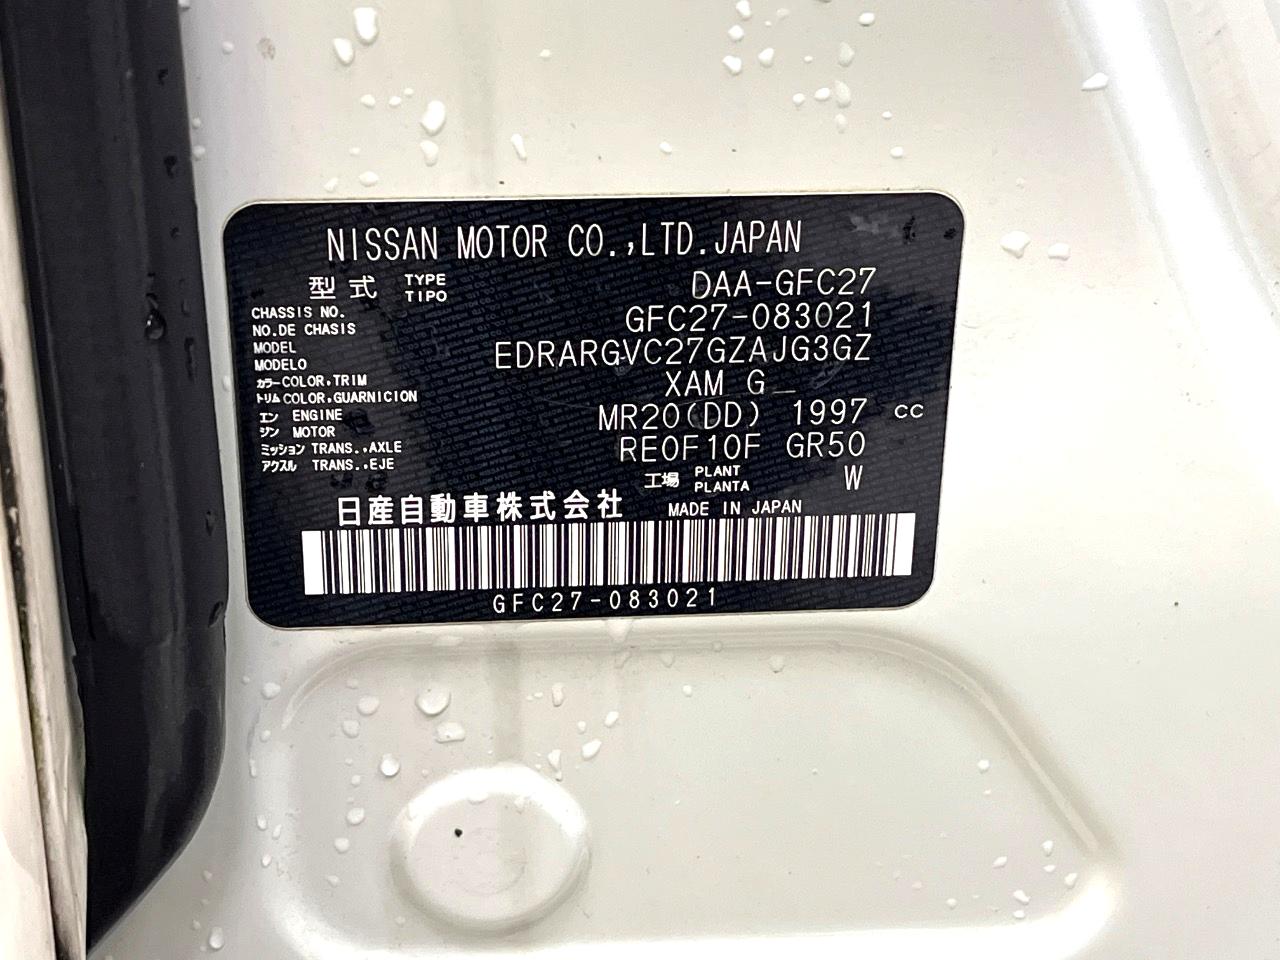 NISSAN MOTOR CO.,LTD.JAPAN
型式 TYPE TIPO DAA-GFC27
CHASSIS NO.
NO.DE CHASIS GFC27-083021
MODEL
MODELO EDRARGVC27GZAJG3GZ
カラー COLOR,TRIM
トリム COLOR,GUARNICION XAM G__
エン ENGINE
ジン MOTOR MR20(DD) 1997 CC
ミッション TRANS.,AXLE
アクスル TRANS.,EJE RE0F10F GR50
工場 PLANT PLANTA W
日産自動車株式会社 MADE IN JAPAN
GFC27-083021